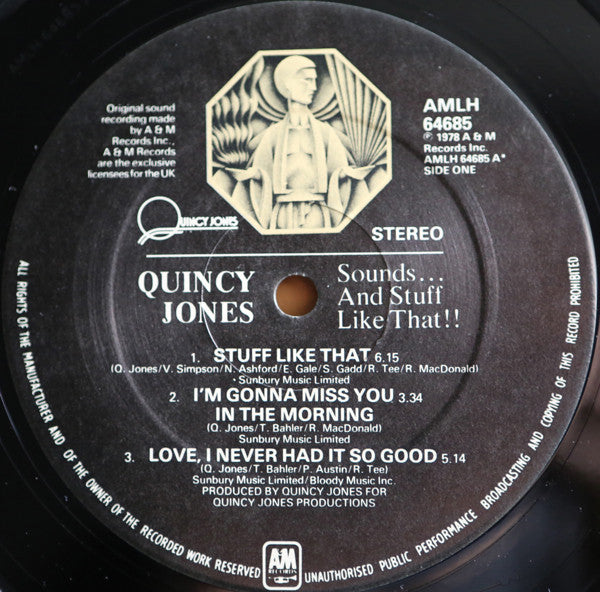 Original sound
recording made
by A & M
Records Inc.,
A & M Records
are the exclusive
licensees for the UK
AMLH
64685
℗ 1978 A & M
Records Inc.
AMLH 64685 A*
SIDE ONE
QUINCY JONES
STEREO
QUINCY
JONES
Sounds...
And Stuff
Like That!!
1. STUFF LIKE THAT 6.15
(Q. Jones/V. Simpson/N. Ashford/E. Gale/S. Gadd/R. Tee/R. MacDonald)
Sunbury Music Limited
2. I'M GONNA MISS YOU 3.34
IN THE MORNING
(Q. Jones/T. Bahler/R. MacDonald)
Sunbury Music Limited
3. LOVE, I NEVER HAD IT SO GOOD 5.14
(Q. Jones/T. Bahler/P. Austin/R. Tee)
Sunbury Music Limited/Bloody Music Inc.
PRODUCED BY QUINCY JONES FOR
QUINCY JONES PRODUCTIONS
ALL RIGHTS OF THE MANUFACTURER AND OF THE OWNER OF THE RECORDED WORK RESERVED
AM
RECORDS
UNAUTHORISED PUBLIC PERFORMANCE BROADCASTING AND COPYING OF THIS RECORD PROHIBITED